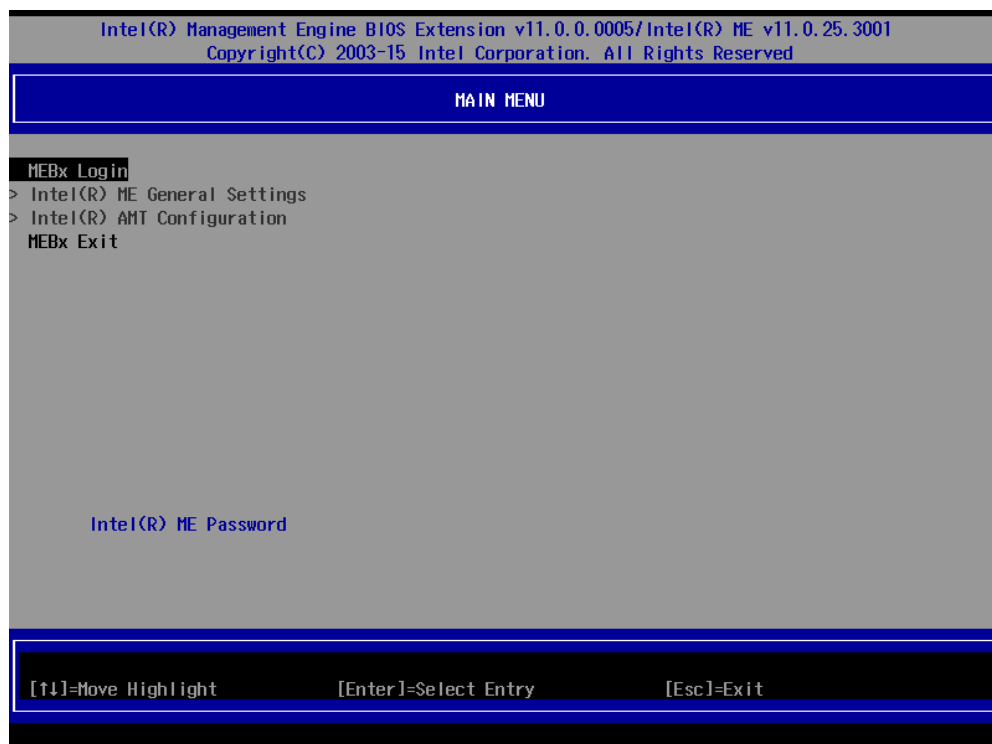 Intel(R) Management Engine BIOS Extension v11.0.0.0005/Intel(R) ME v11.0.25.3001
Copyright(C) 2003-15 Intel Corporation. All Rights Reserved
MAIN MENU
MEBx Login
> Intel(R) ME General Settings
> Intel(R) AMT Configuration
MEBx Exit
Intel(R) ME Password
[↑↓]=Move Highlight [Enter]=Select Entry [Esc]=Exit